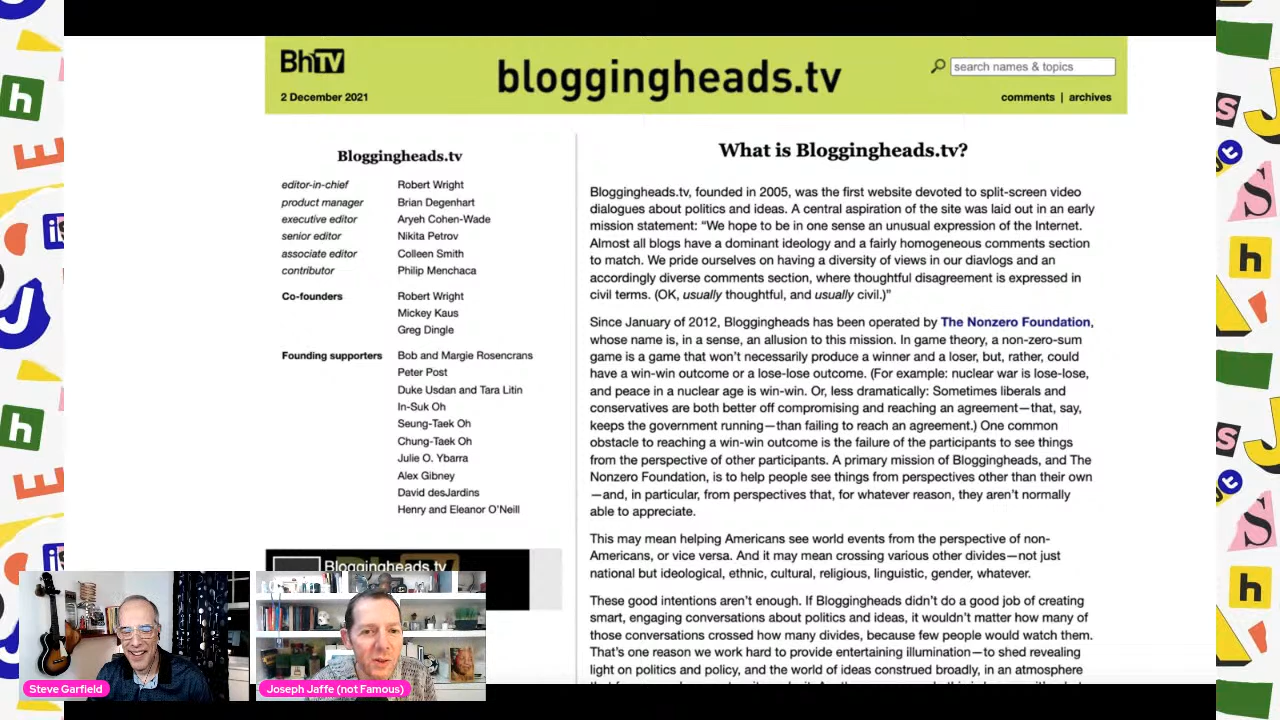 BhTV
bloggingheads.tv
search names & topics
2 December 2021
comments | archives
Bloggingheads.tv
editor-in-chief Robert Wright
product manager Brian Degenhart
executive editor Aryeh Cohen-Wade
senior editor Nikita Petrov
associate editor Colleen Smith
contributor Philip Menchaca
Co-founders Robert Wright
Mickey Kaus
Greg Dingle
Founding supporters Bob and Margie Rosencrans
Peter Post
Duke Usdan and Tara Litin
In-Suk Oh
Seung-Taek Oh
Chung-Taek Oh
Julie O. Ybarra
Alex Gibney
David desJardins
Henry and Eleanor O'Neill
Bloggingheads.tv
What is Bloggingheads.tv?
Bloggingheads.tv, founded in 2005, was the first website devoted to split-screen video
dialogues about politics and ideas. A central aspiration of the site was laid out in an early
mission statement: “We hope to be in one sense an unusual expression of the Internet.
Almost all blogs have a dominant ideology and a fairly homogeneous comments section
to match. We pride ourselves on having a diversity of views in our diavlogs and an
accordingly diverse comments section, where thoughtful disagreement is expressed in
civil terms. (OK, usually thoughtful, and usually civil.)”
Since January of 2012, Bloggingheads has been operated by The Nonzero Foundation,
whose name is, in a sense, an allusion to this mission. In game theory, a non-zero-sum
game is a game that won't necessarily produce a winner and a loser, but, rather, could
have a win-win outcome or a lose-lose outcome. (For example: nuclear war is lose-lose,
and peace in a nuclear age is win-win. Or, less dramatically: Sometimes liberals and
conservatives are both better off compromising and reaching an agreement—that, say,
keeps the government running—than failing to reach an agreement.) One common
obstacle to reaching a win-win outcome is the failure of the participants to see things
from the perspective of other participants. A primary mission of Bloggingheads, and The
Nonzero Foundation, is to help people see things from perspectives other than their own
—and, in particular, from perspectives that, for whatever reason, they aren't normally
able to appreciate.
This may mean helping Americans see world events from the perspective of non-
Americans, or vice versa. And it may mean crossing various other divides—not just
national but ideological, ethnic, cultural, religious, linguistic, gender, whatever.
These good intentions aren't enough. If Bloggingheads didn't do a good job of creating
smart, engaging conversations about politics and ideas, it wouldn't matter how many of
those conversations crossed how many divides, because few people would watch them.
That's one reason we work hard to provide entertaining illumination—to shed revealing
light on politics and policy, and the world of ideas construed broadly, in an atmosphere
Steve Garfield
Joseph Jaffe (not Famous)